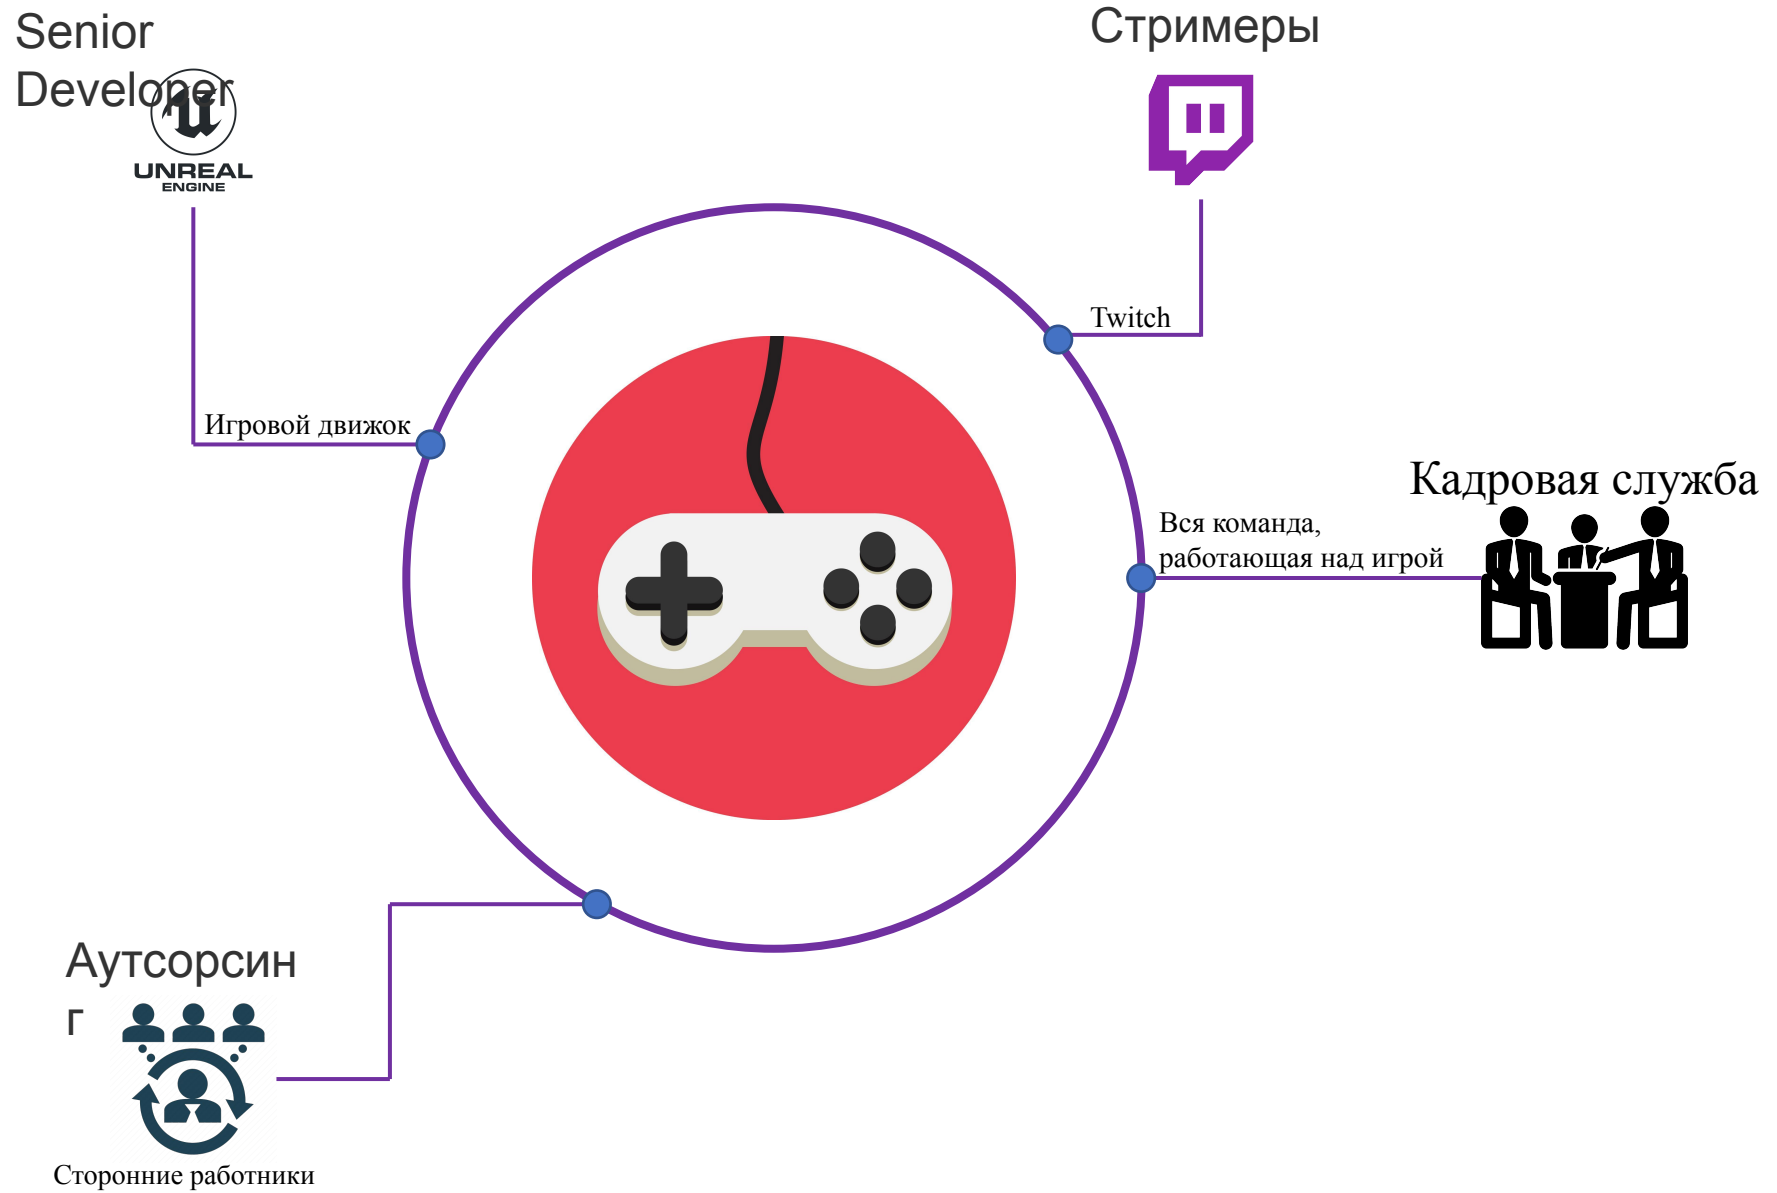 Senior
Developer
UNREAL
ENGINE
Стримеры
Twitch
Игровой движок
Кадровая служба
Вся команда,
работающая над игрой
Аутсорсин
г
Сторонние работники